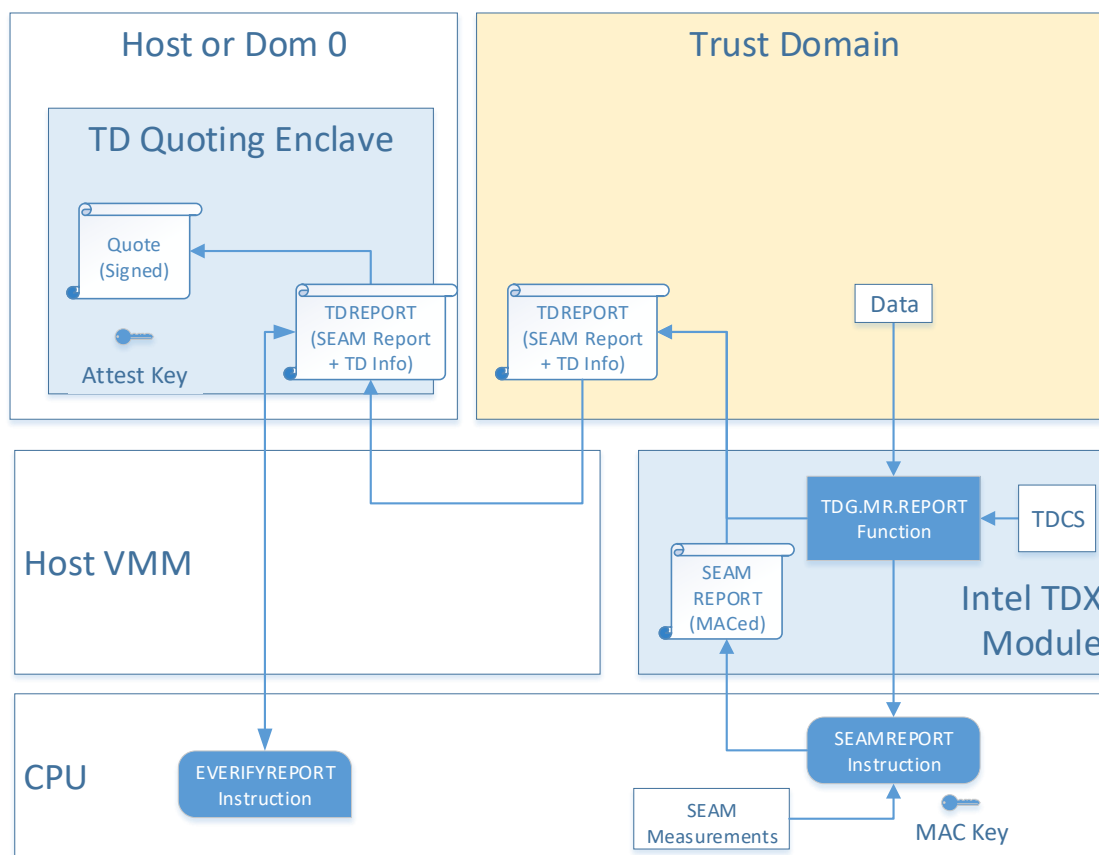 Host or Dom 0
TD Quoting Enclave
Quote
(Signed)
Attest Key
TDREPORT
(SEAM Report
+ TD Info)
Trust Domain
TDREPORT
(SEAM Report
+ TD Info)
Data
Host VMM
TDG.MR.REPORT
Function
TDCS
SEAM
REPORT
(MACed)
Intel TDX
Module
CPU
EVERIFYREPORT
Instruction
SEAMREPORT
Instruction
SEAM
Measurements
MAC Key